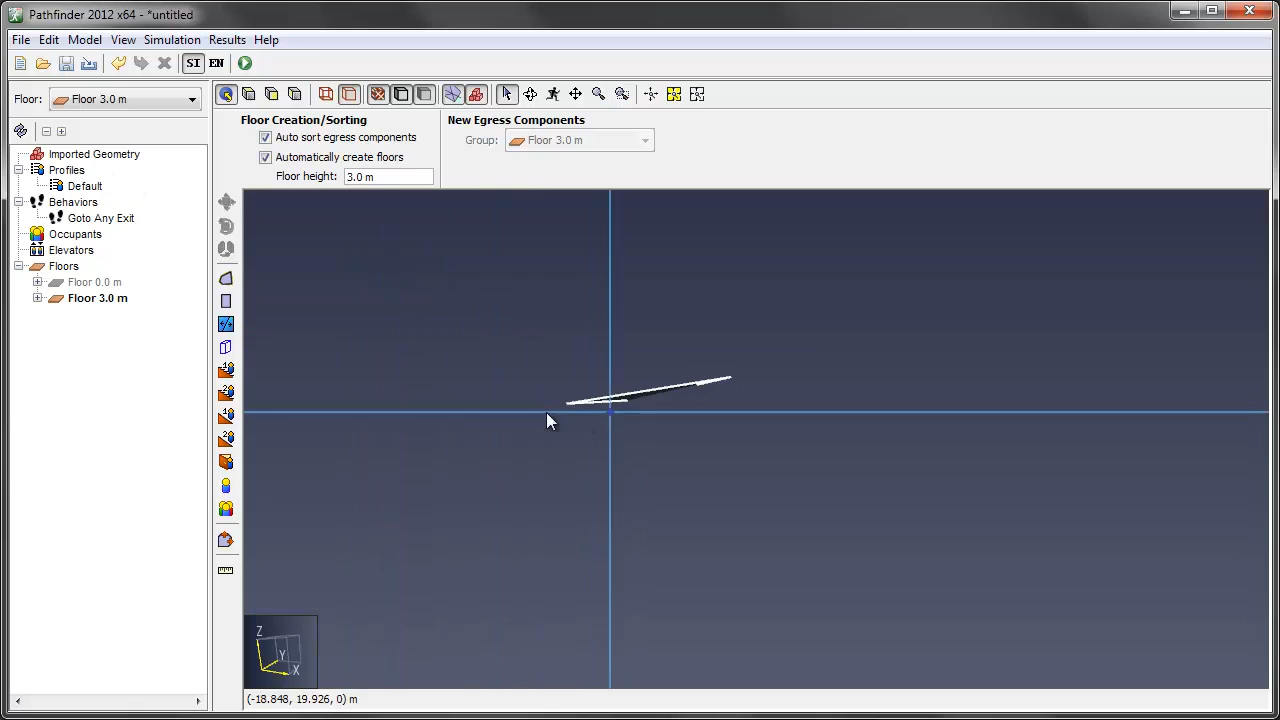 Pathfinder 2012 x64 - *untitled
File Edit Model View Simulation Results Help
SI EN
Floor: Floor 3.0 m
Imported Geometry
Profiles
Default
Behaviors
Goto Any Exit
Occupants
Elevators
Floors
Floor 0.0 m
Floor 3.0 m
Floor Creation/Sorting
Auto sort egress components
Automatically create floors
Floor height: 3.0 m
New Egress Components
Group: Floor 3.0 m
Z
Y
X
(-18.848, 19.926, 0) m